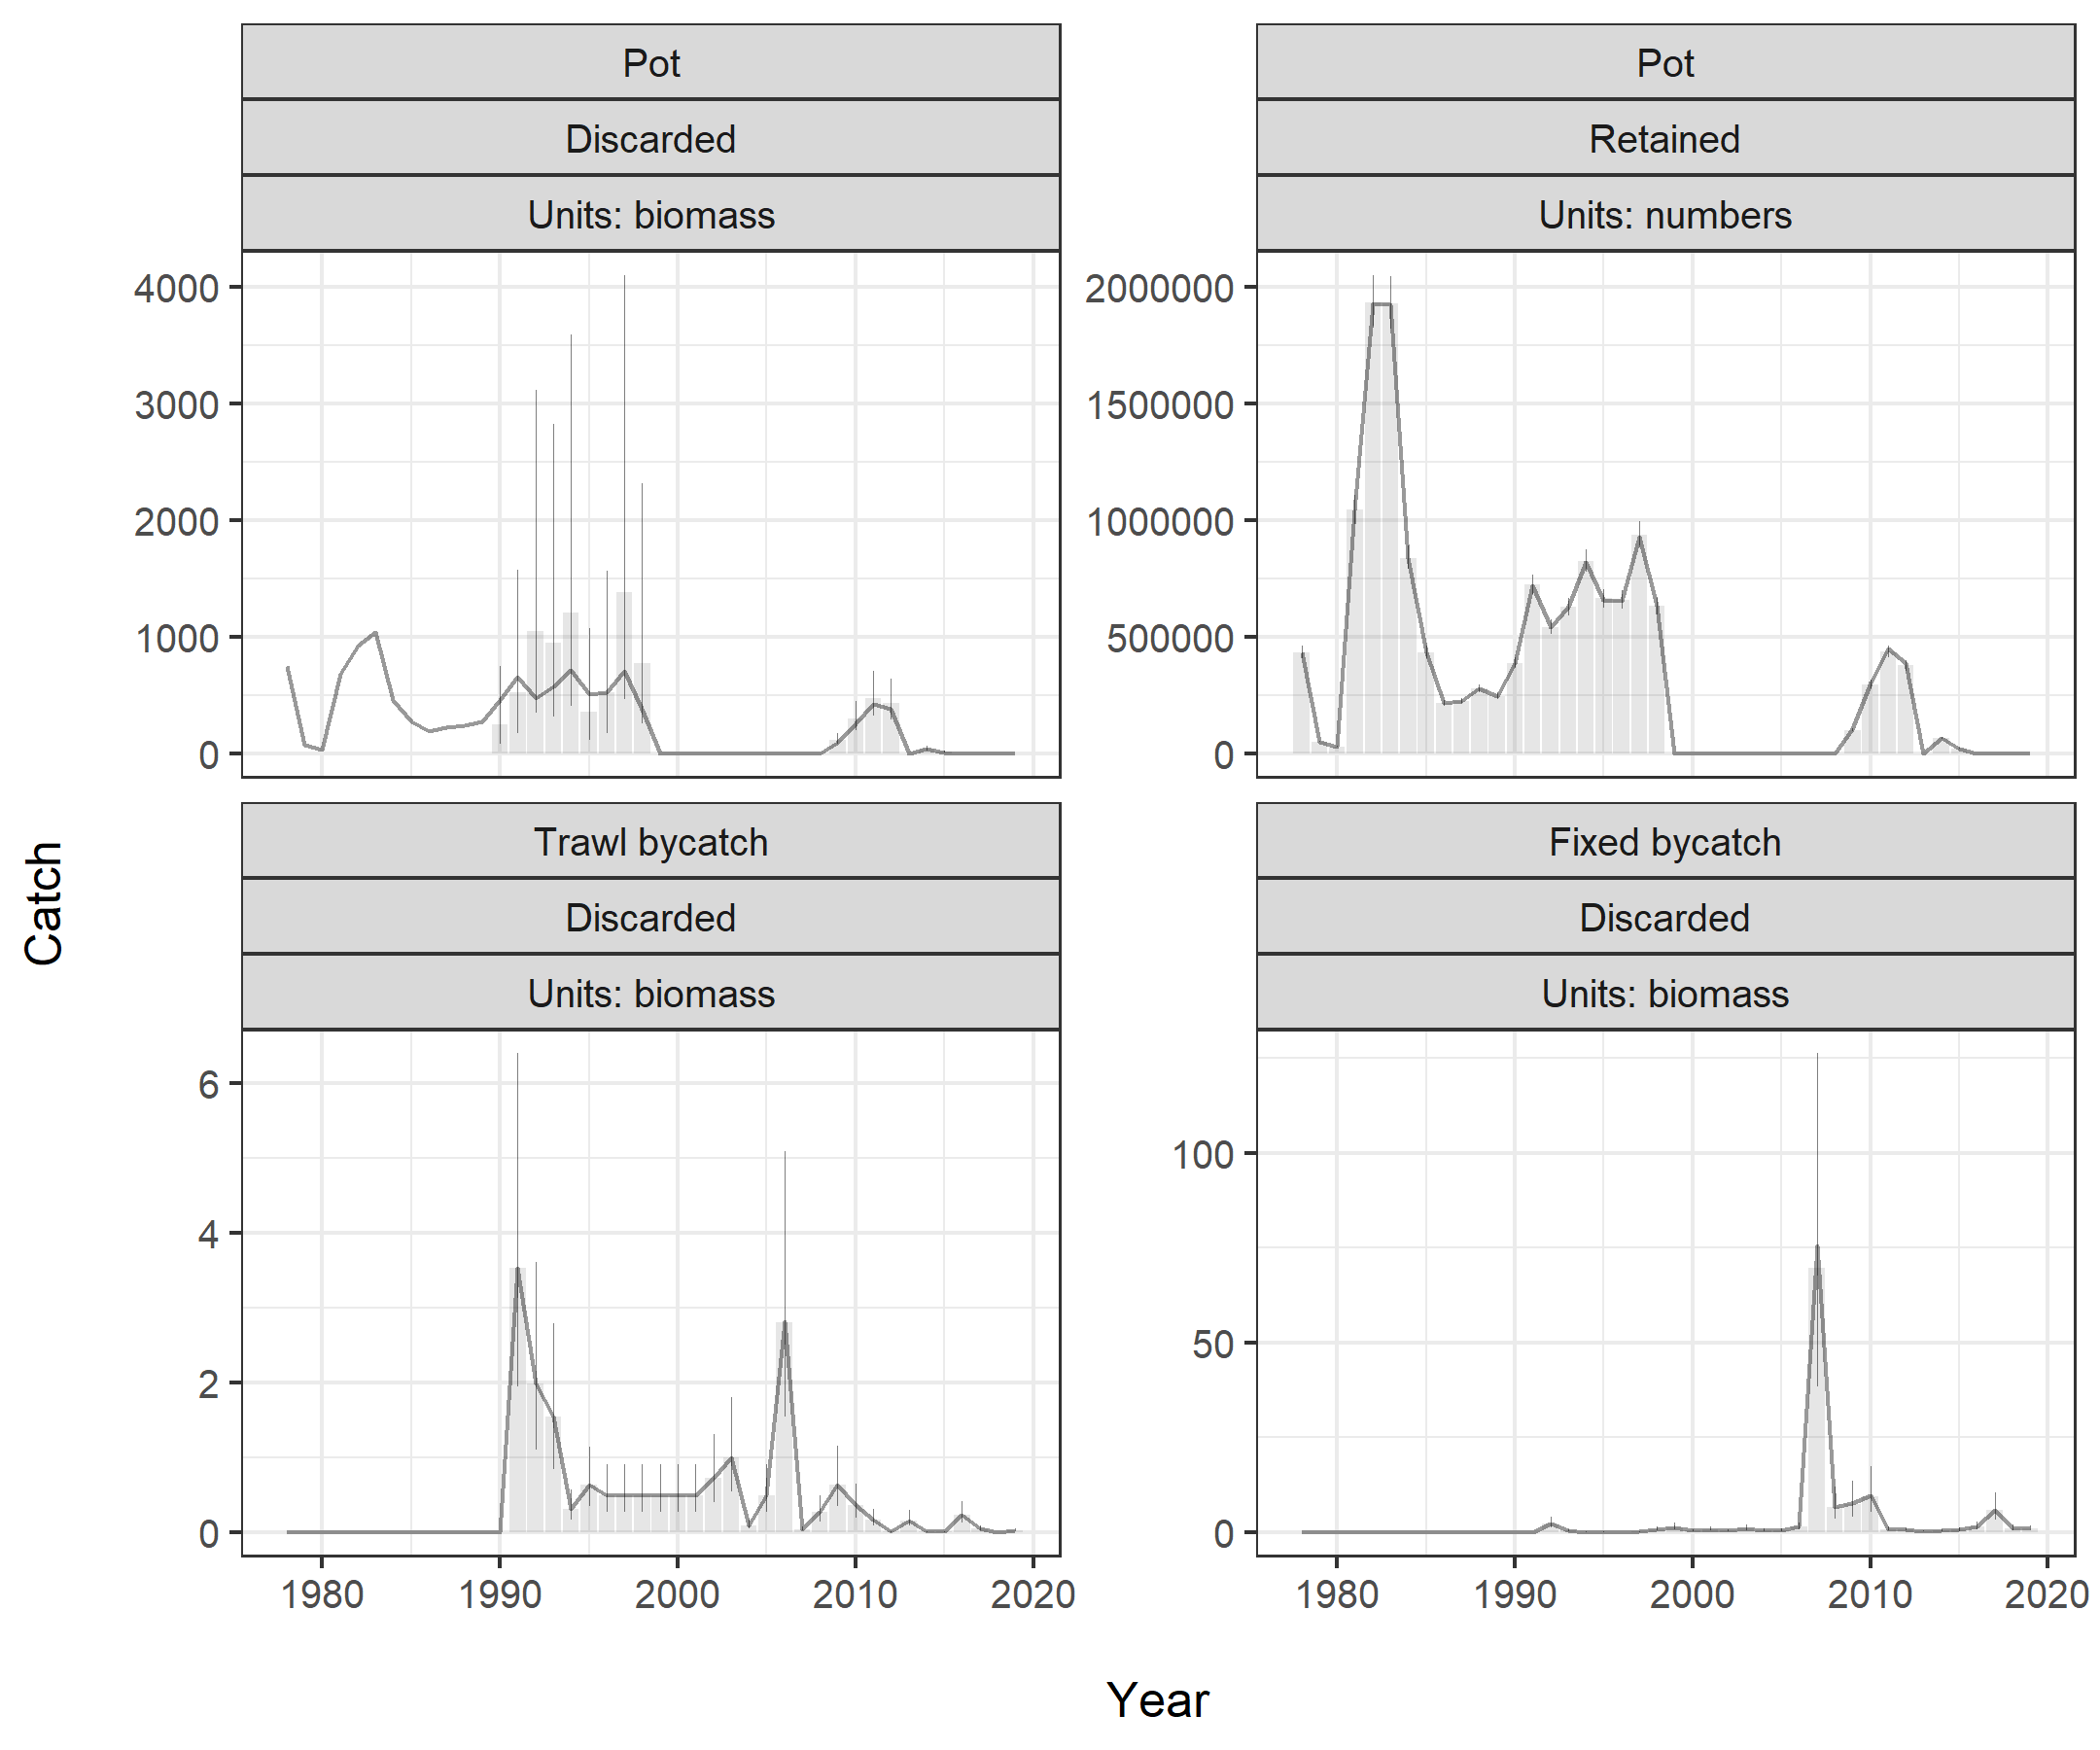 Pot
Discarded
Units: biomass
4000
3000
2000
1000
0
Pot
Retained
Units: numbers
2000000
1500000
1000000
500000
0
Catch
Trawl bycatch
Discarded
Units: biomass
6
4
2
0
1980 1990 2000 2010 2020
Fixed bycatch
Discarded
Units: biomass
100
50
0
1980 1990 2000 2010 2020
Year